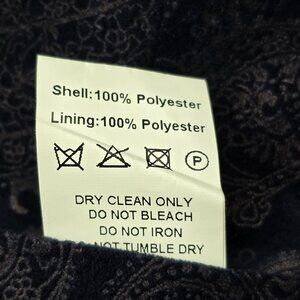 Shell:100% Polyester
Lining:100% Polyester
P
DRY CLEAN ONLY
DO NOT BLEACH
DO NOT IRON
NOT TUMBLE DRY